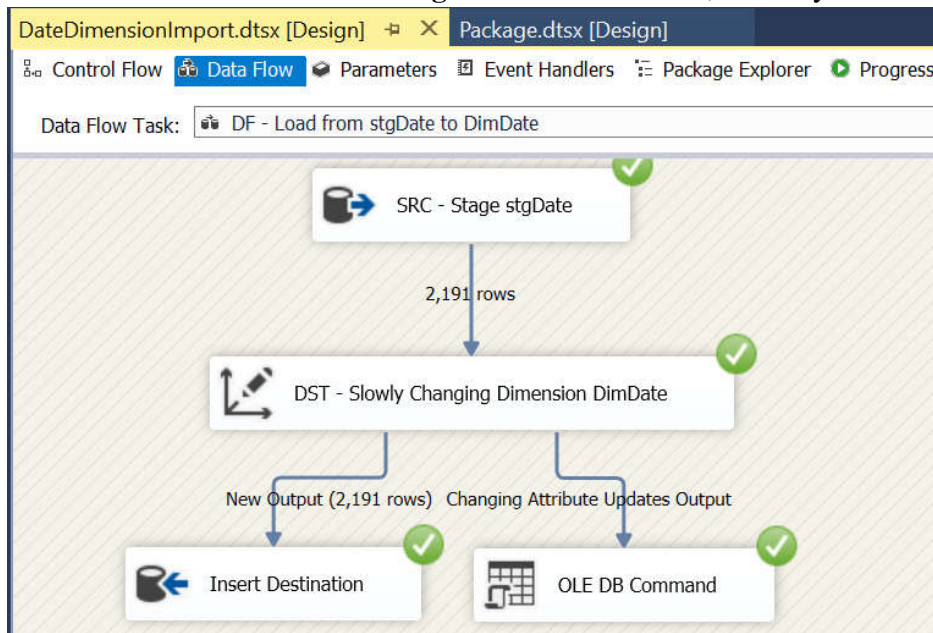 DateDimensionImport.dtsx [Design] Package.dtsx [Design]
Control Flow Data Flow Parameters Event Handlers Package Explorer Progress
Data Flow Task: DF - Load from stgDate to DimDate
SRC - Stage stgDate
2,191 rows
DST - Slowly Changing Dimension DimDate
New Output (2,191 rows) Changing Attribute Updates Output
Insert Destination OLE DB Command